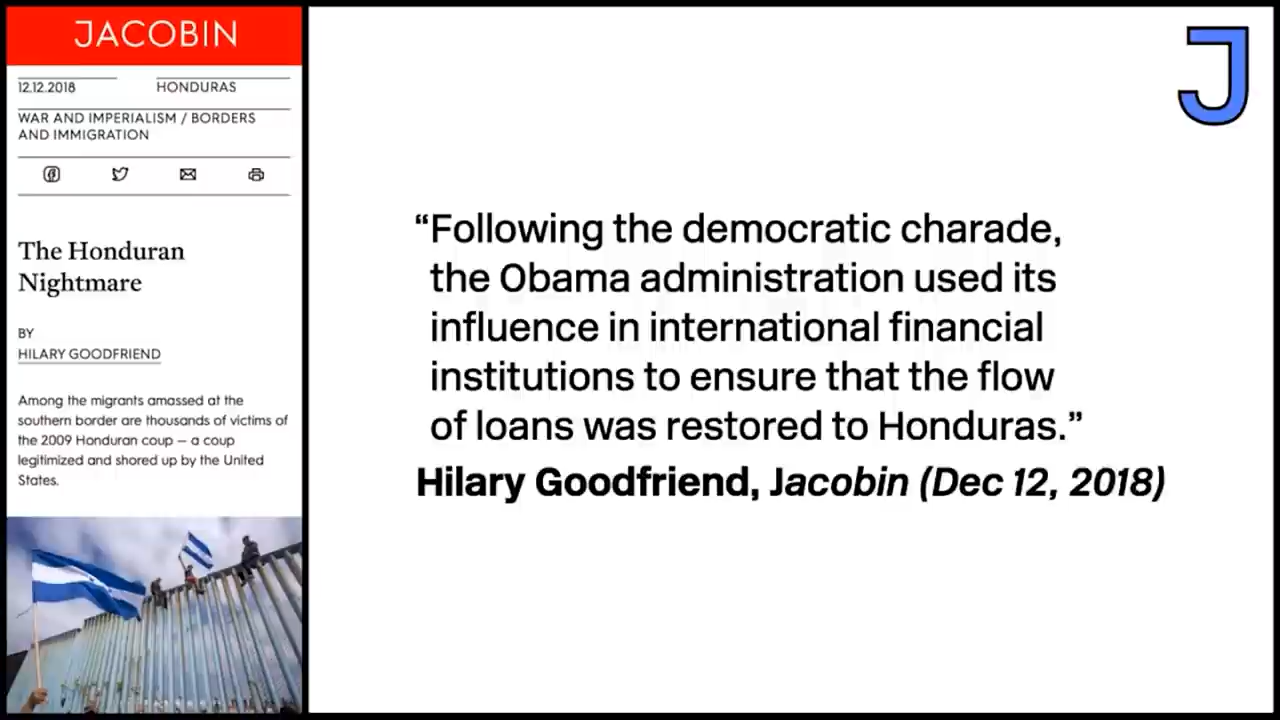 JACOBIN
12.12.2018
HONDURAS
WAR AND IMPERIALISM / BORDERS
AND IMMIGRATION
The Honduran
Nightmare
BY
HILARY GOODFRIEND
Among the migrants amassed at the
southern border are thousands of victims of
the 2009 Honduran coup — a coup
legitimized and shored up by the United
States.
J
“Following the democratic charade,
the Obama administration used its
influence in international financial
institutions to ensure that the flow
of loans was restored to Honduras.”
Hilary Goodfriend, Jacobin (Dec 12, 2018)